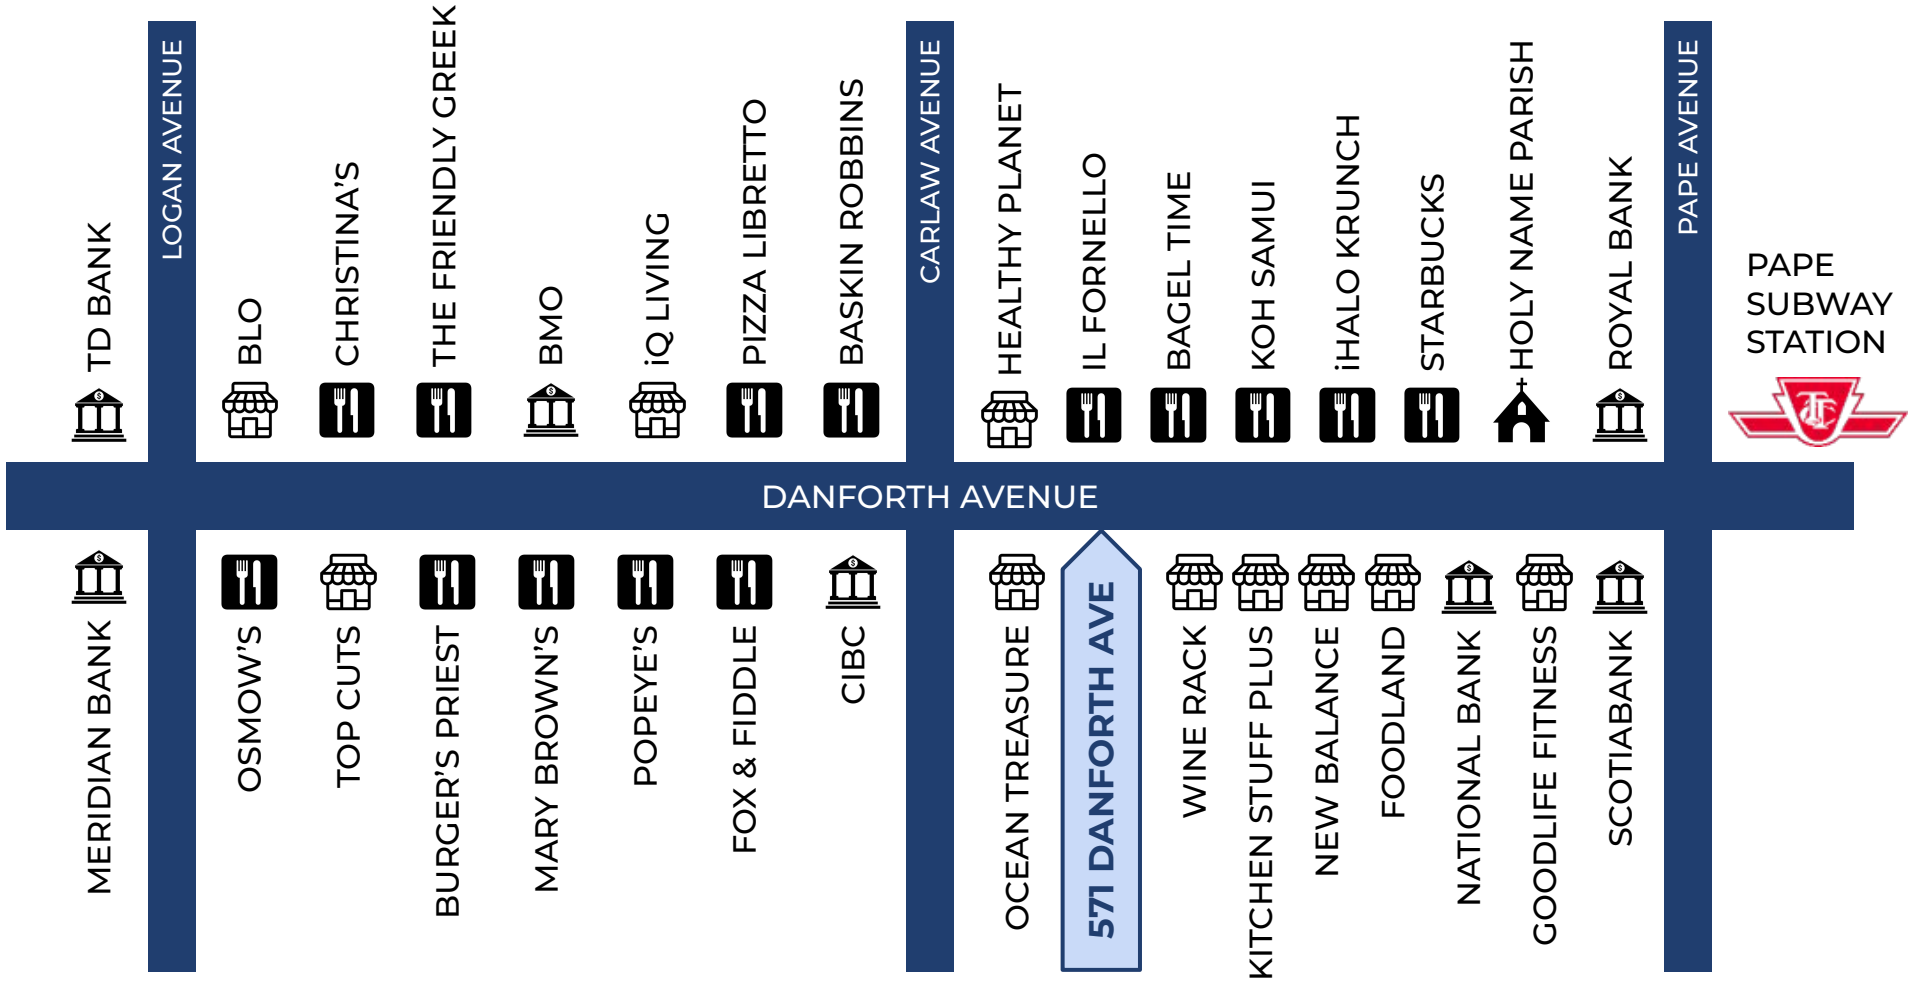 TD BANK
LOGAN AVENUE
BLO
CHRISTINA'S
THE FRIENDLY GREEK
BMO
iQ LIVING
PIZZA LIBRETTO
BASKIN ROBBINS
CARLAW AVENUE
HEALTHY PLANET
IL FORNELLO
BAGEL TIME
KOH SAMUI
iHALO KRUNCH
STARBUCKS
HOLY NAME PARISH
ROYAL BANK
PAPE AVENUE
PAPE
SUBWAY
STATION
TTC
DANFORTH AVENUE
MERIDIAN BANK
OSMOW'S
TOP CUTS
BURGER'S PRIEST
MARY BROWN'S
POPEYE'S
FOX & FIDDLE
CIBC
OCEAN TREASURE
571 DANFORTH AVE
WINE RACK
KITCHEN STUFF PLUS
NEW BALANCE
FOODLAND
NATIONAL BANK
GOODLIFE FITNESS
SCOTIABANK